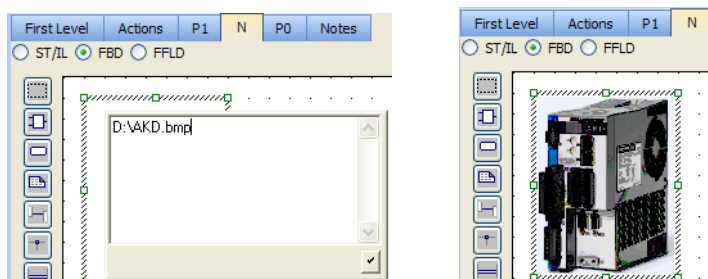 First Level Actions P1 N P0 Notes
ST/IL FBD FFLD
D:\AKD.bmp
First Level Actions P1 N
ST/IL FBD FFLD
AKD